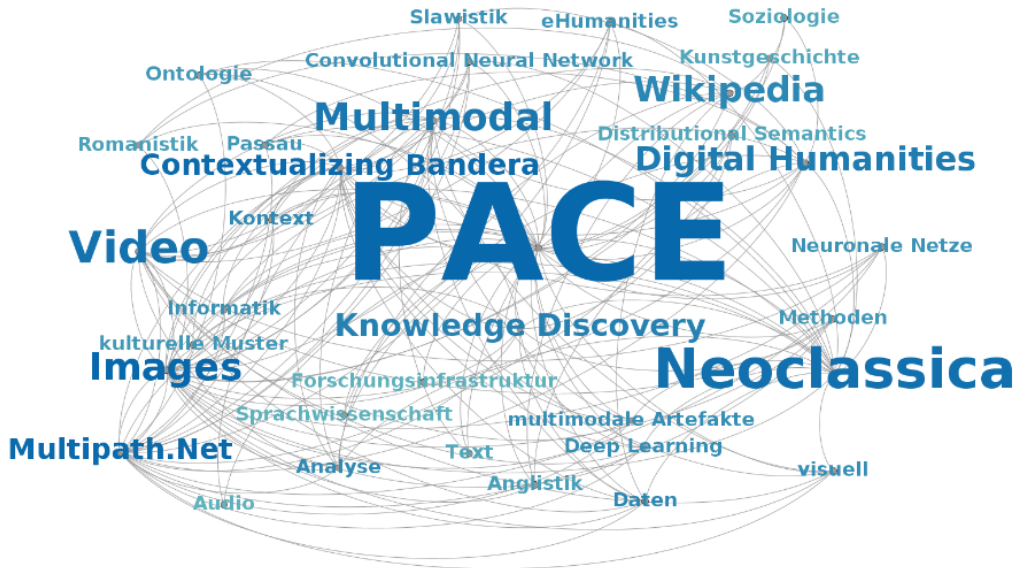 Slawistik
eHumanities
Soziologie
Convolutional Neural Network
Kunstgeschichte
Ontologie
Wikipedia
Multimodal
Distributional Semantics
Romanistik
Passau
Contextualizing Bandera
Digital Humanities
Kontext
PACE
Video
Neuronale Netze
Informatik
Methoden
Knowledge Discovery
kulturelle Muster
Images
Neoclassica
Forschungsinfrastruktur
Sprachwissenschaft
multimodale Artefakte
Multipath.Net
Text
Deep Learning
Analyse
visuell
Anglistik
Audio
Daten